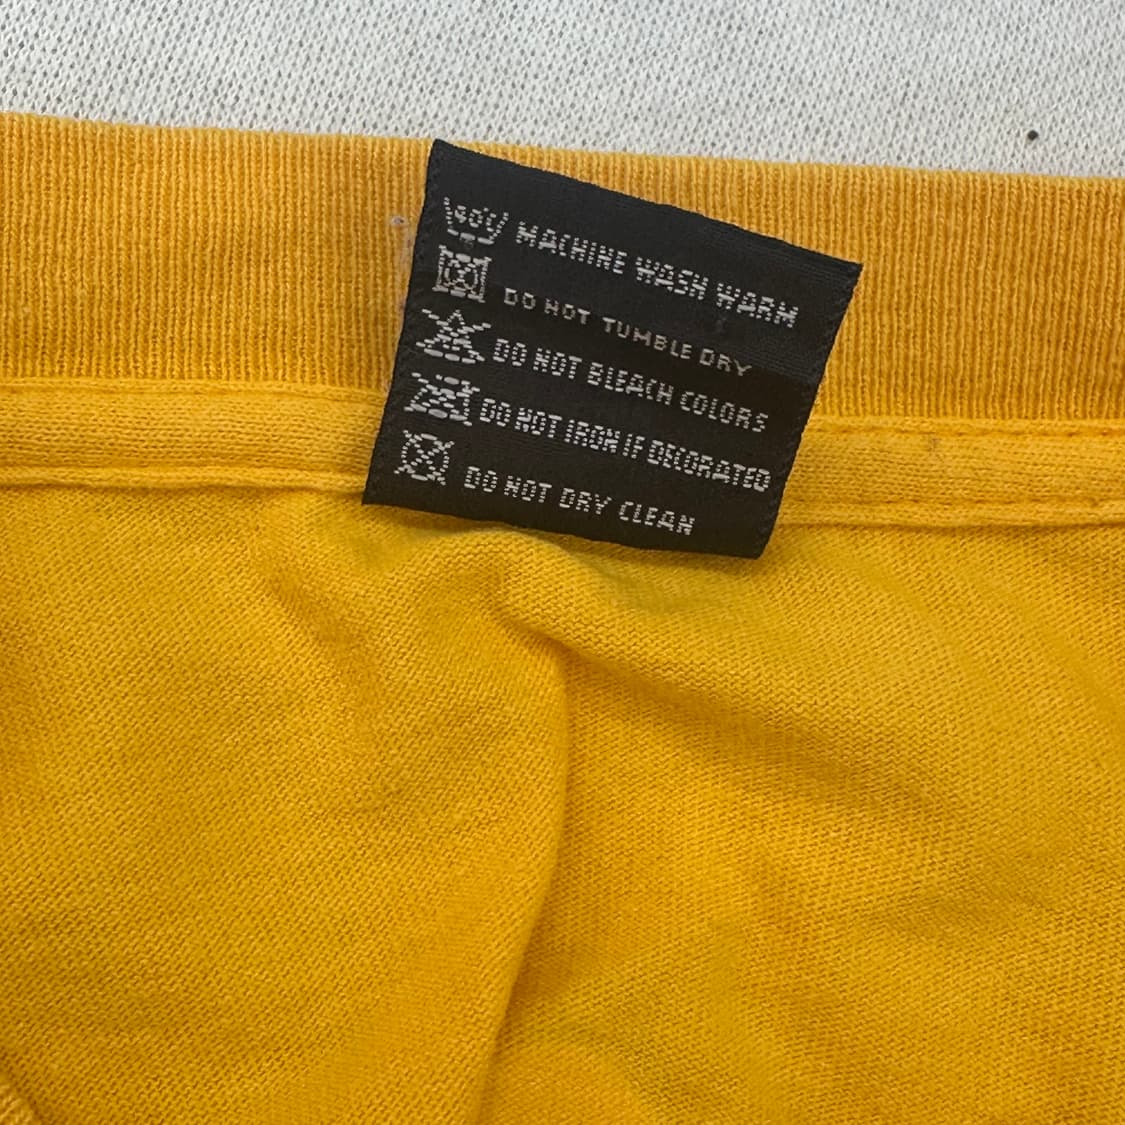 40° MACHINE WASH WARM
DO NOT TUMBLE DRY
DO NOT BLEACH COLORS
DO NOT IRON IF DECORATED
DO NOT DRY CLEAN